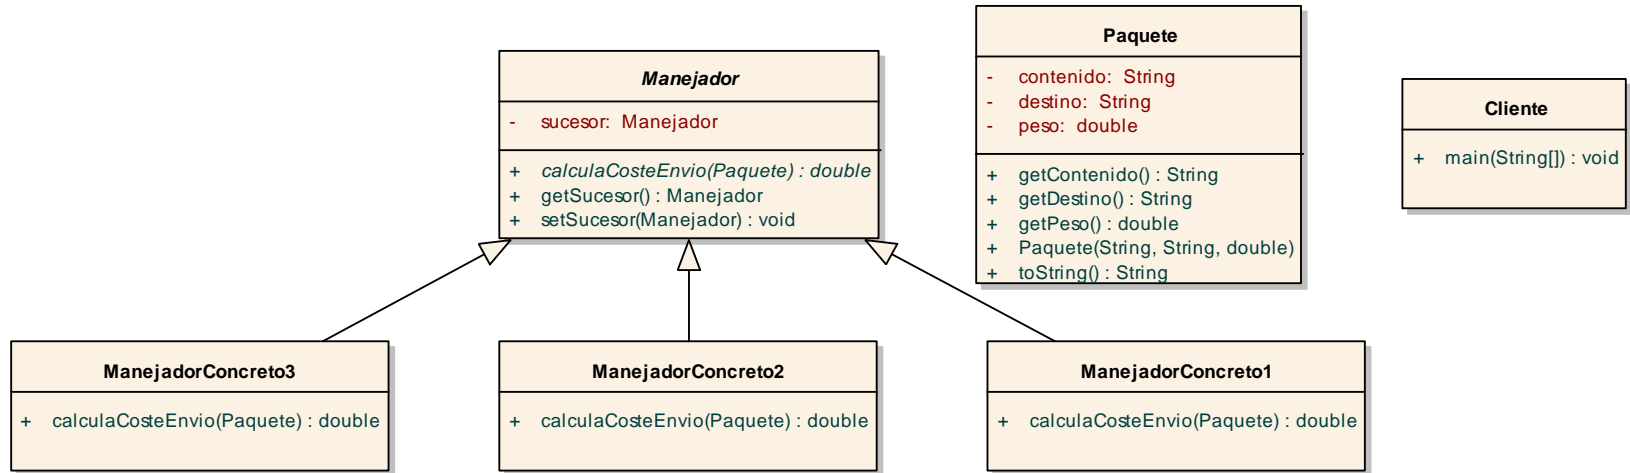 Manejador
- sucesor: Manejador
+ calculaCosteEnvio(Paquete) : double
+ getSucesor() : Manejador
+ setSucesor(Manejador) : void
Paquete
- contenido: String
- destino: String
- peso: double
+ getContenido() : String
+ getDestino() : String
+ getPeso() : double
+ Paquete(String, String, double)
+ toString() : String
Cliente
+ main(String[]) : void
ManejadorConcreto3
+ calculaCosteEnvio(Paquete) : double
ManejadorConcreto2
+ calculaCosteEnvio(Paquete) : double
ManejadorConcreto1
+ calculaCosteEnvio(Paquete) : double